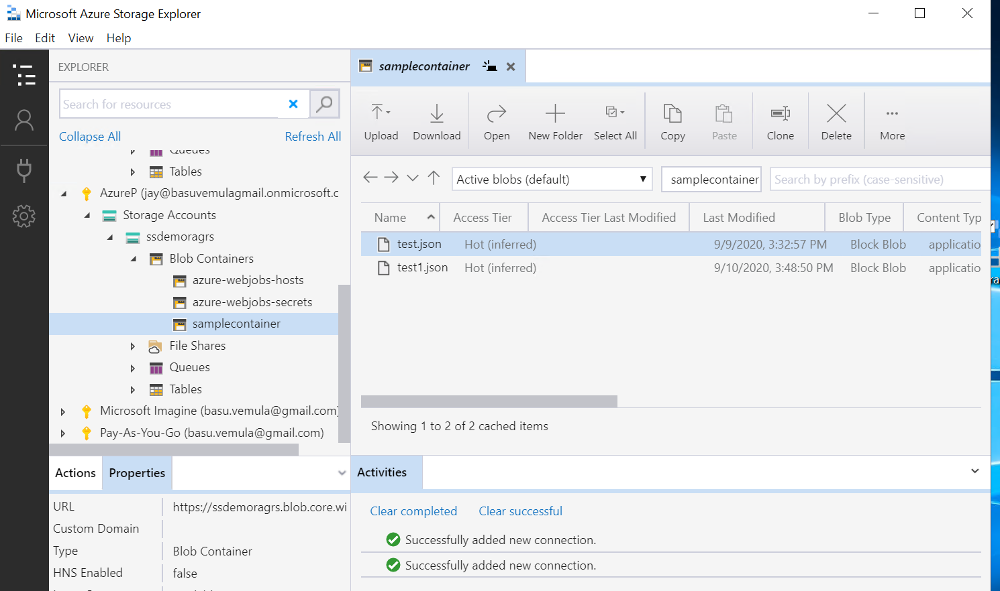 Microsoft Azure Storage Explorer
File Edit View Help
EXPLORER
Search for resources
Collapse All Refresh All
Queues
Tables
AzureP (jay@basuvemulagmail.onmicrosoft.c
Storage Accounts
ssdemoragrs
Blob Containers
azure-webjobs-hosts
azure-webjobs-secrets
samplecontainer
File Shares
Queues
Tables
Microsoft Imagine (basu.vemula@gmail.com)
Pay-As-You-Go (basu.vemula@gmail.com)
Actions Properties
URL https://ssdemoragrs.blob.core.wi
Custom Domain
Type Blob Container
HNS Enabled false
samplecontainer
Upload Download Open New Folder Select All Copy Paste Clone Delete More
Active blobs (default) samplecontainer Search by prefix (case-sensitive)
Name Access Tier Access Tier Last Modified Last Modified Blob Type Content Typ
test.json Hot (inferred) 9/9/2020, 3:32:57 PM Block Blob applicatio
test1.json Hot (inferred) 9/10/2020, 3:48:50 PM Block Blob applicatio
Showing 1 to 2 of 2 cached items
Activities
Clear completed Clear successful
Successfully added new connection.
Successfully added new connection.